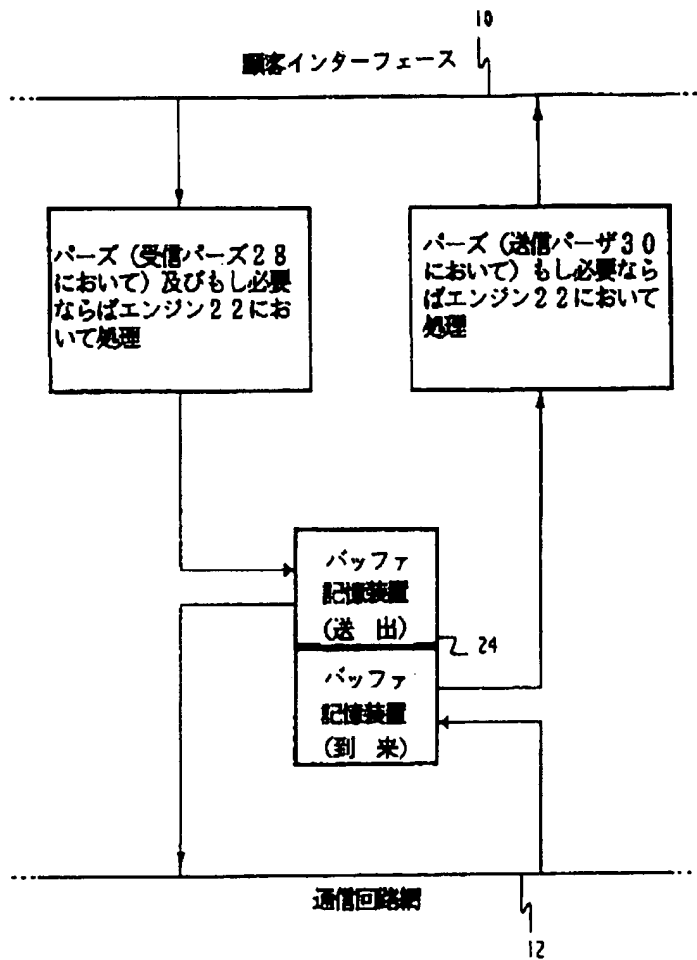 10
顧客インターフェース
パーズ（受信パーズ２８
において）及びもし必要
ならばエンジン２２にお
いて処理
パーズ（送信パーザ３０
において）もし必要なら
ばエンジン２２において
処理
バッファ
記憶装置
(送 出)
24
バッファ
記憶装置
(到 来)
通信回路網
12